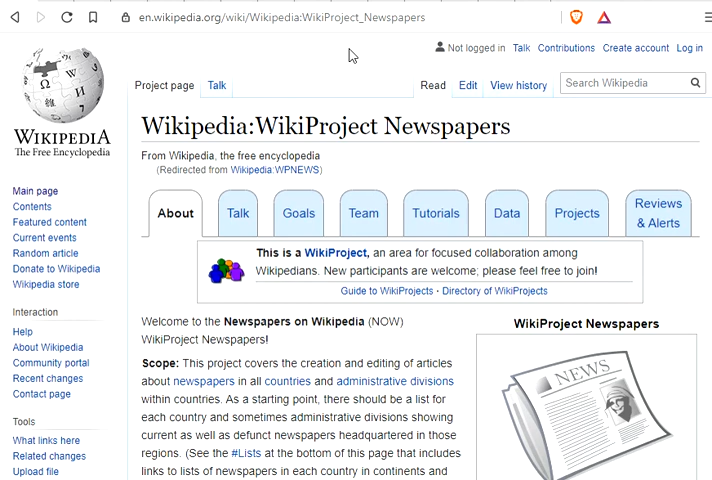 en.wikipedia.org/wiki/Wikipedia:WikiProject_Newspapers
Not logged in Talk Contributions Create account Log in
Project page Talk Read Edit View history Search Wikipedia
WIKIPEDIA
The Free Encyclopedia
Main page
Contents
Featured content
Current events
Random article
Donate to Wikipedia
Wikipedia store
Interaction
Help
About Wikipedia
Community portal
Recent changes
Contact page
Tools
What links here
Related changes
Upload file
Wikipedia:WikiProject Newspapers
From Wikipedia, the free encyclopedia
(Redirected from Wikipedia:WPNEWS)
About Talk Goals Team Tutorials Data Projects Reviews & Alerts
This is a WikiProject, an area for focused collaboration among
Wikipedians. New participants are welcome; please feel free to join!
Guide to WikiProjects · Directory of WikiProjects
Welcome to the Newspapers on Wikipedia (NOW)
WikiProject Newspapers!
Scope: This project covers the creation and editing of articles
about newspapers in all countries and administrative divisions
within countries. As a starting point, there should be a list for
each country and sometimes administrative divisions showing
current as well as defunct newspapers headquartered in those
regions. (See the #Lists at the bottom of this page that includes
links to lists of newspapers in each country in continents and
WikiProject Newspapers
NEWS